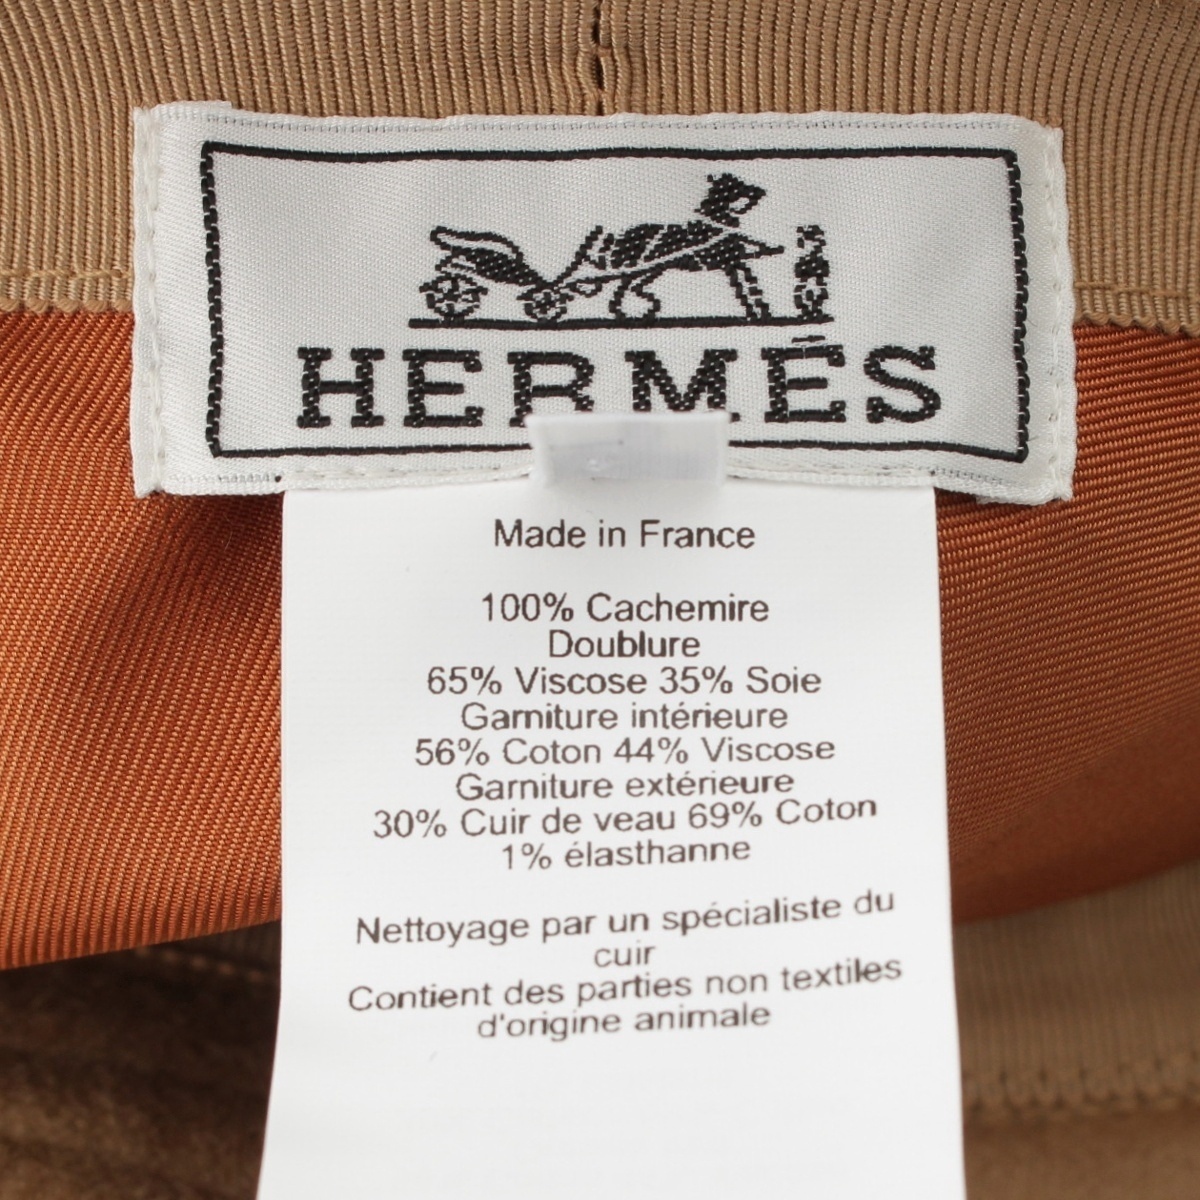 HERMÈS
Made in France
100% Cachemire
Doublure
65% Viscose 35% Soie
Garniture intérieure
56% Coton 44% Viscose
Garniture extérieure
30% Cuir de veau 69% Coton
1% élasthanne
Nettoyage par un spécialiste du
cuir
Contient des parties non textiles
d'origine animale